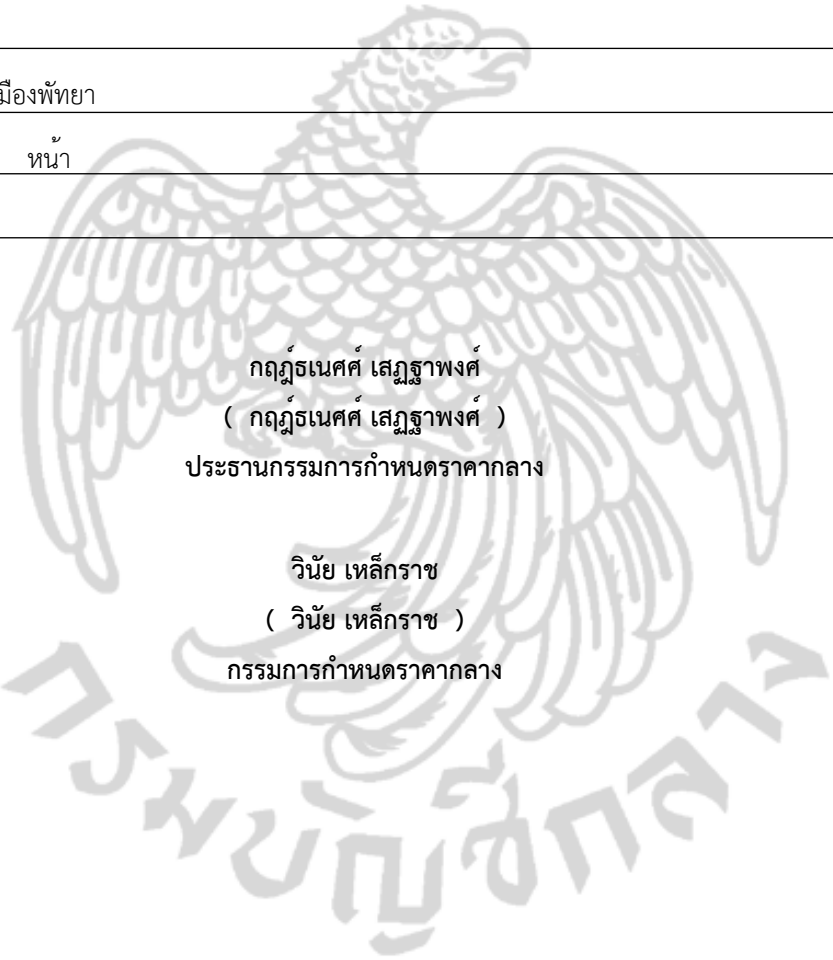 มืองพัทยา
หน้า
กฤฎ์ธเนศศ์ เสฏฐาพงศ์
( กฤฎ์ธเนศศ์ เสฏฐาพงศ์ )
ประธานกรรมการกำหนดราคากลาง
วินัย เหล็กราช
( วินัย เหล็กราช )
กรรมการกำหนดราคากลาง
กรมบัญชีกลาง